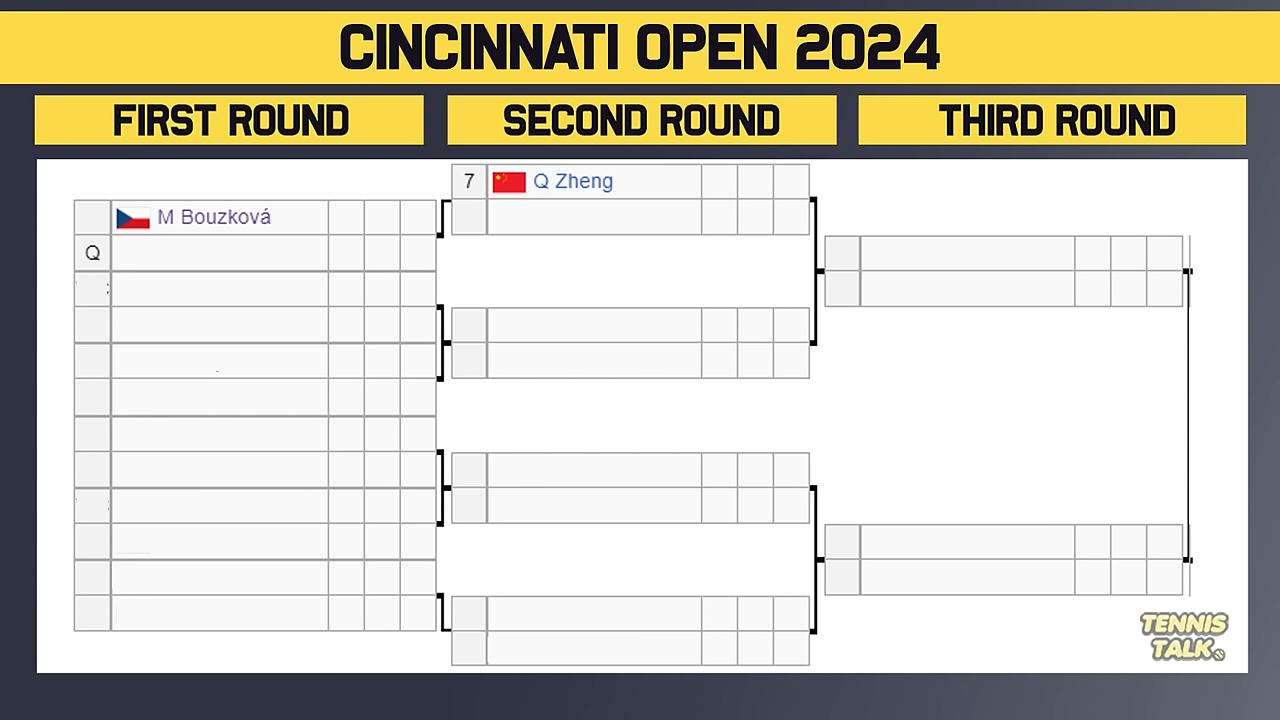 CINCINNATI OPEN 2024
FIRST ROUND
SECOND ROUND
THIRD ROUND
7 Q Zheng
M Bouzková
Q
TENNIS
TALK